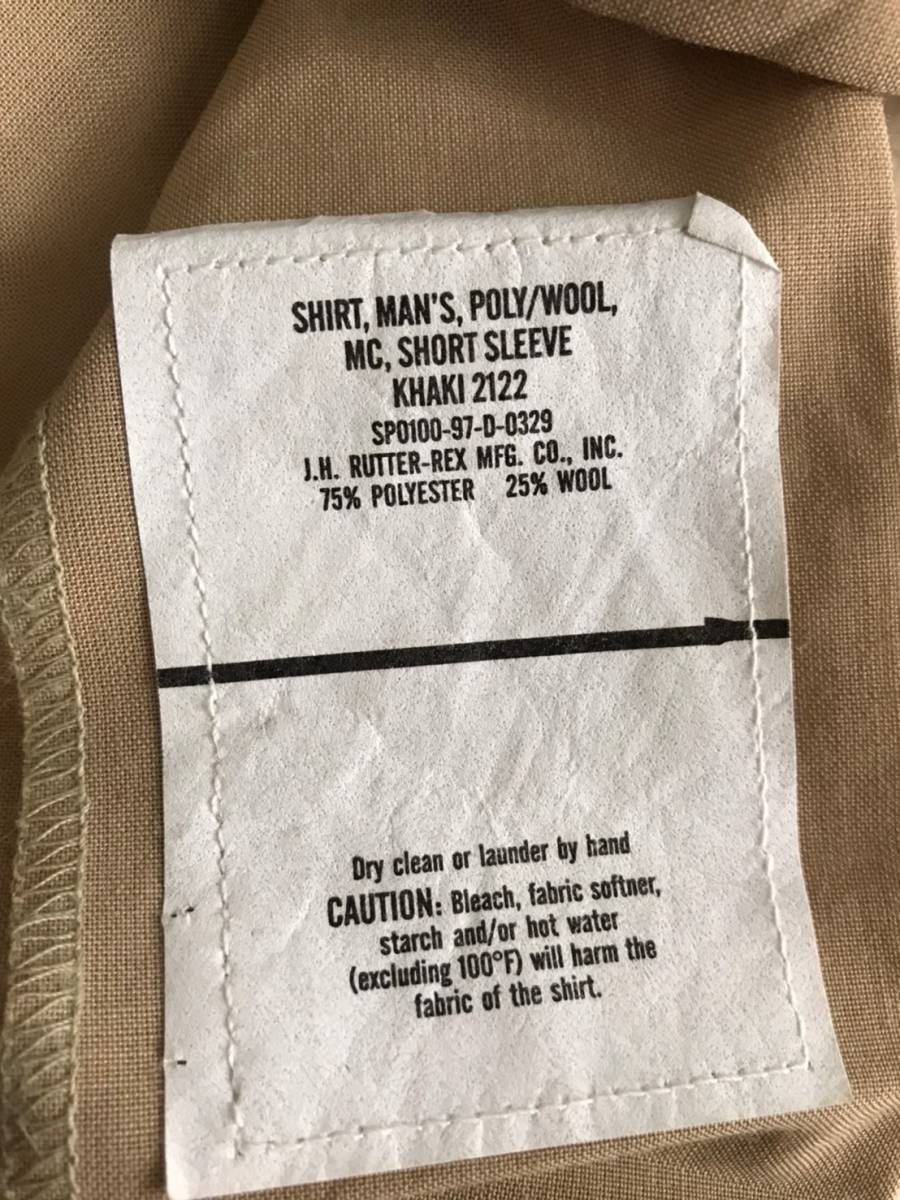 SHIRT, MAN'S, POLY/WOOL,
MC, SHORT SLEEVE
KHAKI 2122
SPO100-97-D-0329
J.H. RUTTER-REX MFG. CO., INC.
75% POLYESTER 25% WOOL
Dry clean or launder by hand
CAUTION: Bleach, fabric softner,
starch and/or hot water
(excluding 100°F) will harm the
fabric of the shirt.